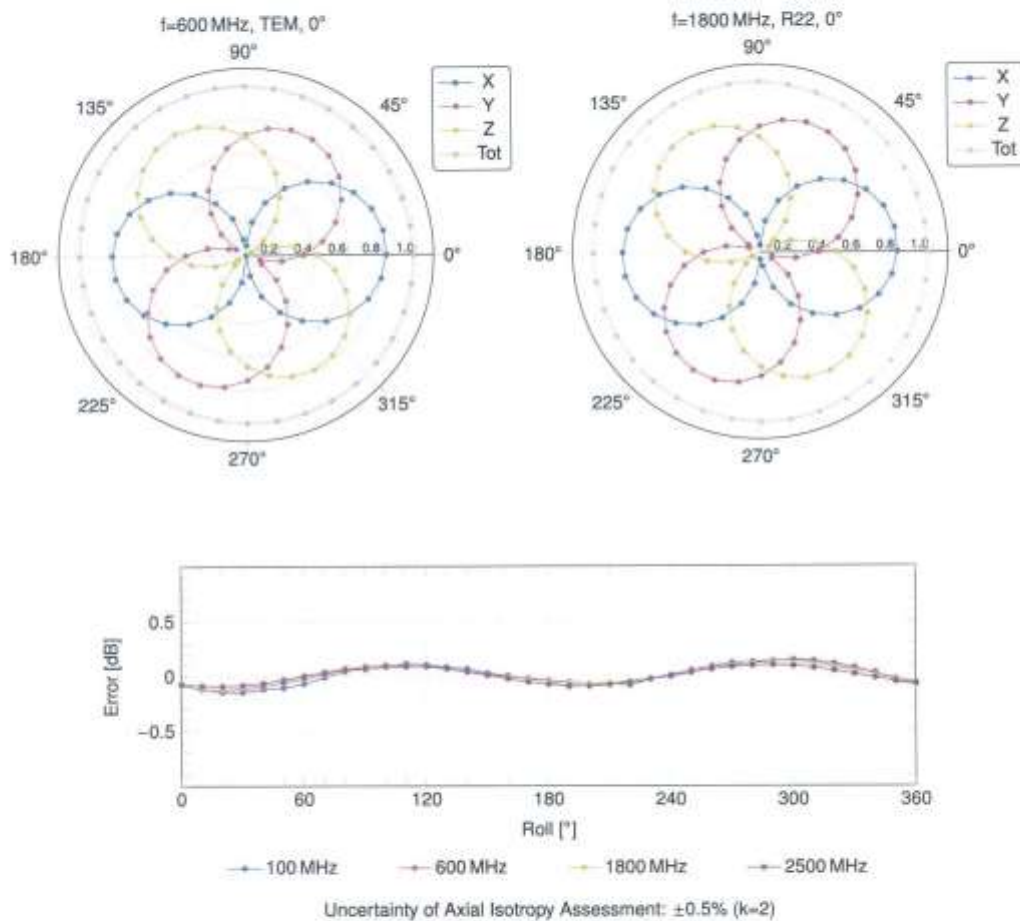 f=600 MHz, TEM, 0°
90°
135°
45°
180°
0°
225°
315°
270°
0.2 0.4 0.6 0.8 1.0
X
Y
Z
Tot
f=1800 MHz, R22, 0°
90°
135°
45°
180°
0°
225°
315°
270°
0.2 0.4 0.6 0.8 1.0
X
Y
Z
Tot
Error [dB]
0.5
0
−0.5
0 60 120 180 240 300 360
Roll [°]
100 MHz 600 MHz 1800 MHz 2500 MHz
Uncertainty of Axial Isotropy Assessment: ±0.5% (k=2)